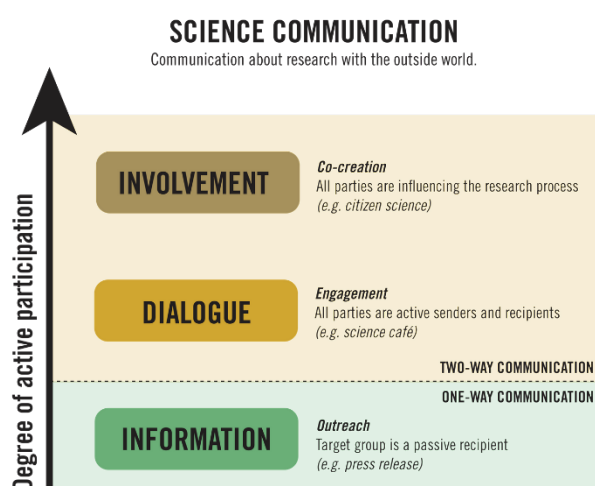 SCIENCE COMMUNICATION
Communication about research with the outside world.
Degree of active participation
INVOLVEMENT
Co-creation
All parties are influencing the research process
(e.g. citizen science)
DIALOGUE
Engagement
All parties are active senders and recipients
(e.g. science café)
TWO-WAY COMMUNICATION
ONE-WAY COMMUNICATION
INFORMATION
Outreach
Target group is a passive recipient
(e.g. press release)